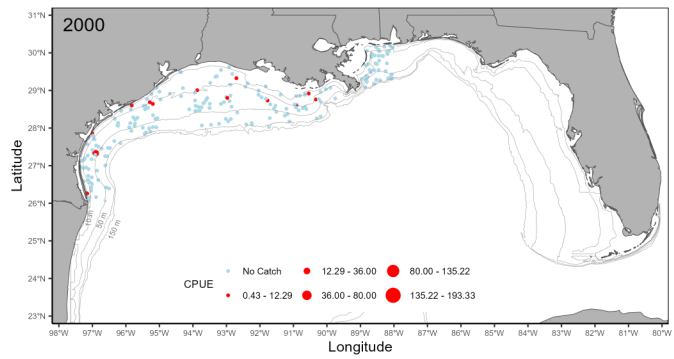 31°N
2000
30°N
29°N
28°N
27°N
26°N
25°N
24°N
23°N
Latitude
10 m
50 m
150 m
CPUE
No Catch
12.29 - 36.00
80.00 - 135.22
0.43 - 12.29
36.00 - 80.00
135.22 - 193.33
98°W 97°W 96°W 95°W 94°W 93°W 92°W 91°W 90°W 89°W 88°W 87°W 86°W 85°W 84°W 83°W 82°W 81°W 80°W
Longitude